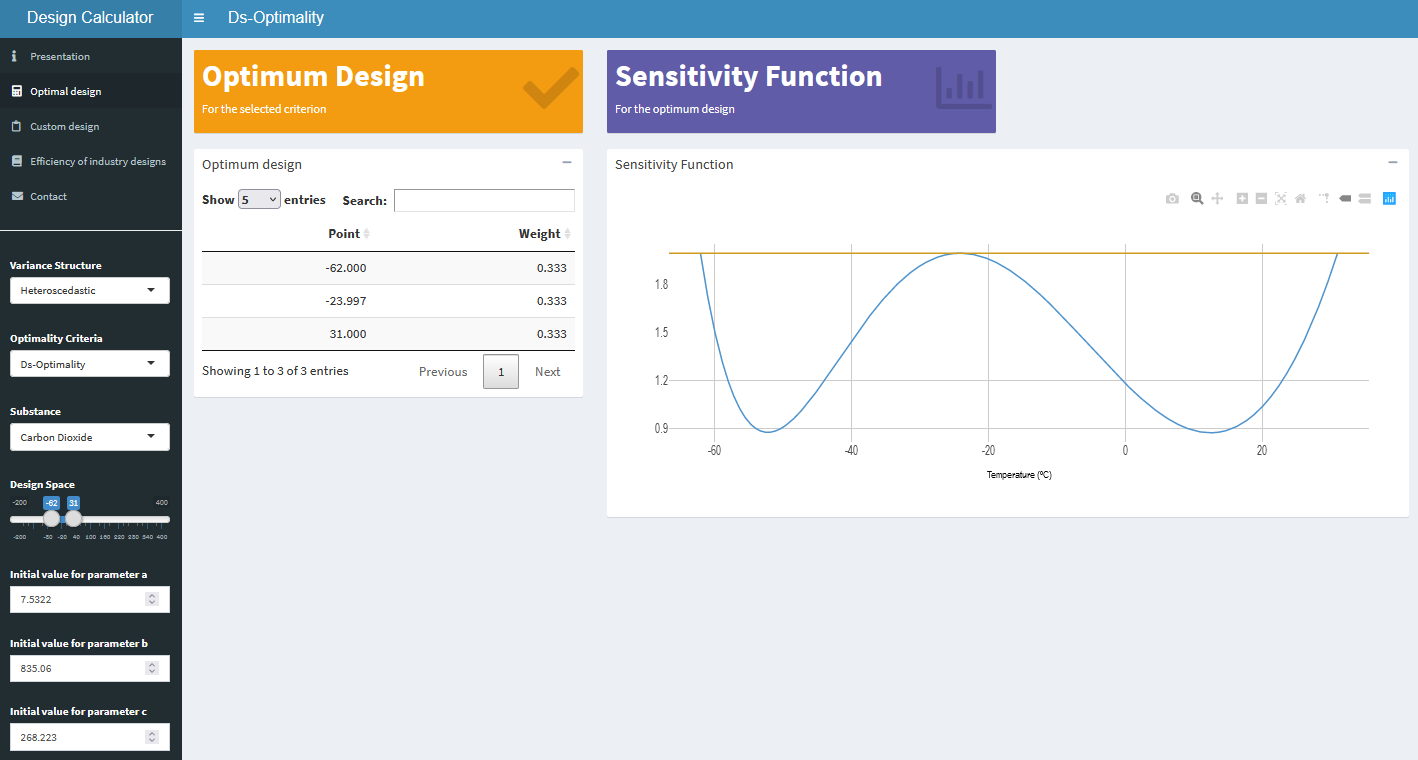 Design Calculator
Ds-Optimality
Presentation
Optimal design
Custom design
Efficiency of industry designs
Contact
Variance Structure
Heteroscedastic
Optimality Criteria
Ds-Optimality
Substance
Carbon Dioxide
Design Space
-200 -62 31 400
-200 -80 -20 40 100 160 220 280 340 400
Initial value for parameter a
7.5322
Initial value for parameter b
835.06
Initial value for parameter c
268.223
Optimum Design
For the selected criterion
Optimum design
Show 5 entries Search:
Point Weight
-62.000 0.333
-23.997 0.333
31.000 0.333
Showing 1 to 3 of 3 entries Previous 1 Next
Sensitivity Function
For the optimum design
Sensitivity Function
1.8
1.5
1.2
0.9
-60 -40 -20 0 20
Temperature (ºC)